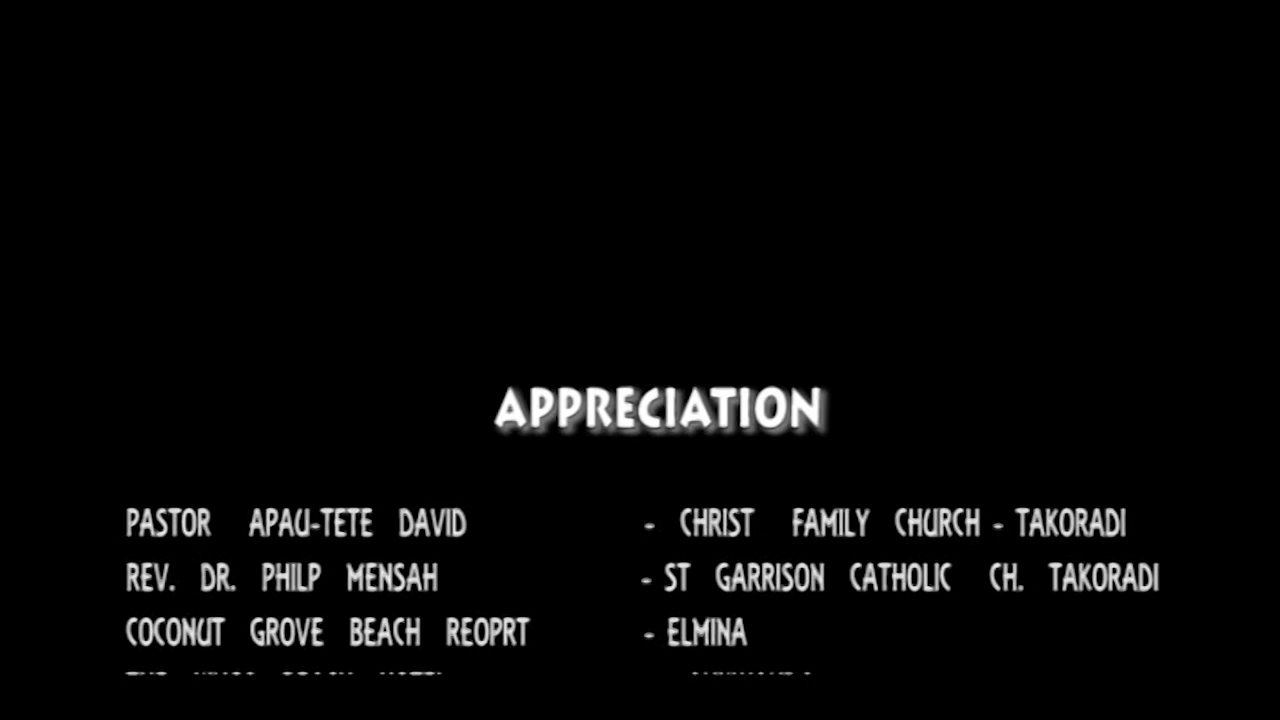 APPRECIATION
PASTOR APAU-TETE DAVID - CHRIST FAMILY CHURCH - TAKORADI
REV. DR. PHILP MENSAH - ST GARRISON CATHOLIC CH. TAKORADI
COCONUT GROVE BEACH REOPRT - ELMINA